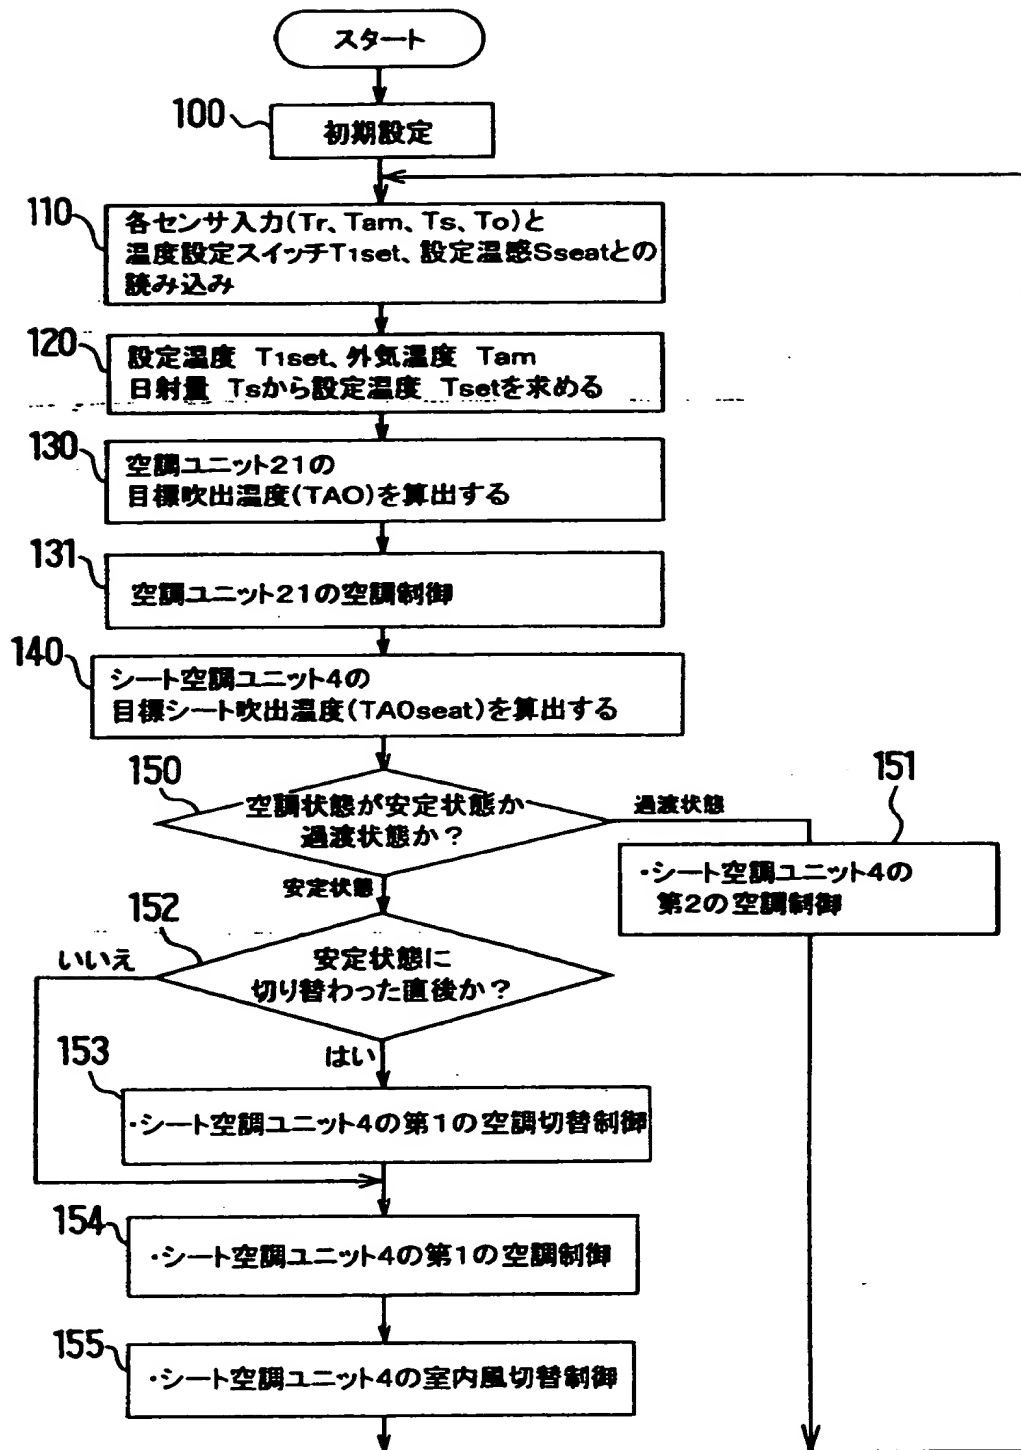 スタート
100
初期設定
110
各センサ入力(Tr、Tam、Ts、To)と
温度設定スイッチT1set、設定温感Sseatとの
読み込み
120
設定温度 T1set、外気温度 Tam
日射量 Tsから設定温度 Tsetを求める
130
空調ユニット21の
目標吹出温度(TAO)を算出する
131
空調ユニット21の空調制御
140
シート空調ユニット4の
目標シート吹出温度(TAOseat)を算出する
150
空調状態が安定状態か
過渡状態か?
過渡状態
151
・シート空調ユニット4の
第2の空調制御
安定状態
152
いいえ
安定状態に
切り替わった直後か?
はい
153
・シート空調ユニット4の第1の空調切替制御
154
・シート空調ユニット4の第1の空調制御
155
・シート空調ユニット4の室内風切替制御